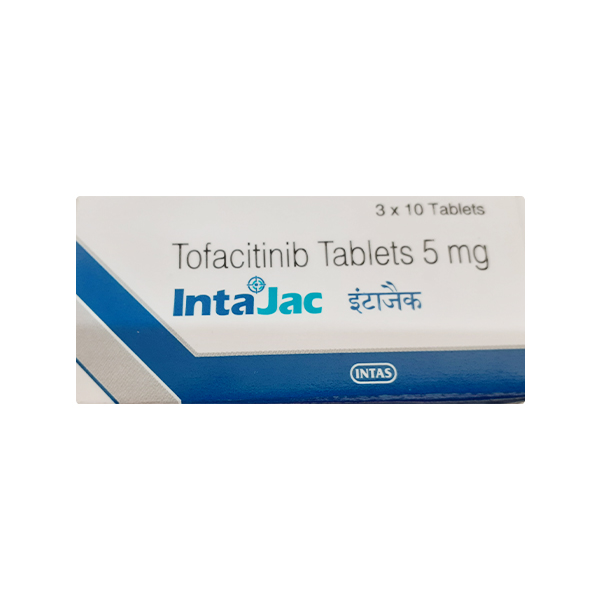 3 x 10 Tablets
Tofacitinib Tablets 5 mg
IntaJac इंटाजैक
INTAS